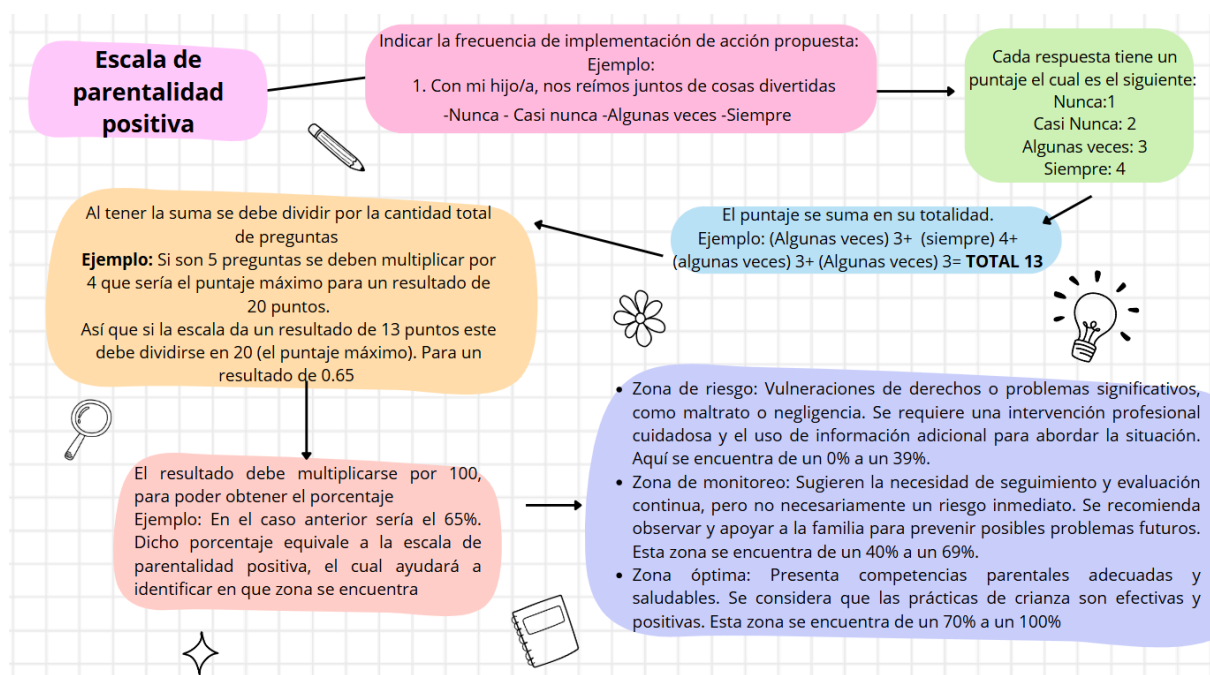 Escala de
parentalidad
positiva
Indicar la frecuencia de implementación de acción propuesta:
Ejemplo:
1. Con mi hijo/a, nos reímos juntos de cosas divertidas
-Nunca - Casi nunca -Algunas veces -Siempre
Cada respuesta tiene un
puntaje el cual es el siguiente:
Nunca:1
Casi Nunca: 2
Algunas veces: 3
Siempre: 4
El puntaje se suma en su totalidad.
Ejemplo: (Algunas veces) 3+ (siempre) 4+
(algunas veces) 3+ (Algunas veces) 3= TOTAL 13
Al tener la suma se debe dividir por la cantidad total
de preguntas
Ejemplo: Si son 5 preguntas se deben multiplicar por
4 que sería el puntaje máximo para un resultado de
20 puntos.
Así que si la escala da un resultado de 13 puntos este
debe dividirse en 20 (el puntaje máximo). Para un
resultado de 0.65
El resultado debe multiplicarse por 100,
para poder obtener el porcentaje
Ejemplo: En el caso anterior sería el 65%.
Dicho porcentaje equivale a la escala de
parentalidad positiva, el cual ayudará a
identificar en que zona se encuentra
• Zona de riesgo: Vulneraciones de derechos o problemas significativos,
como maltrato o negligencia. Se requiere una intervención profesional
cuidadosa y el uso de información adicional para abordar la situación.
Aquí se encuentra de un 0% a un 39%.
• Zona de monitoreo: Sugieren la necesidad de seguimiento y evaluación
continua, pero no necesariamente un riesgo inmediato. Se recomienda
observar y apoyar a la familia para prevenir posibles problemas futuros.
Esta zona se encuentra de un 40% a un 69%.
• Zona óptima: Presenta competencias parentales adecuadas y
saludables. Se considera que las prácticas de crianza son efectivas y
positivas. Esta zona se encuentra de un 70% a un 100%